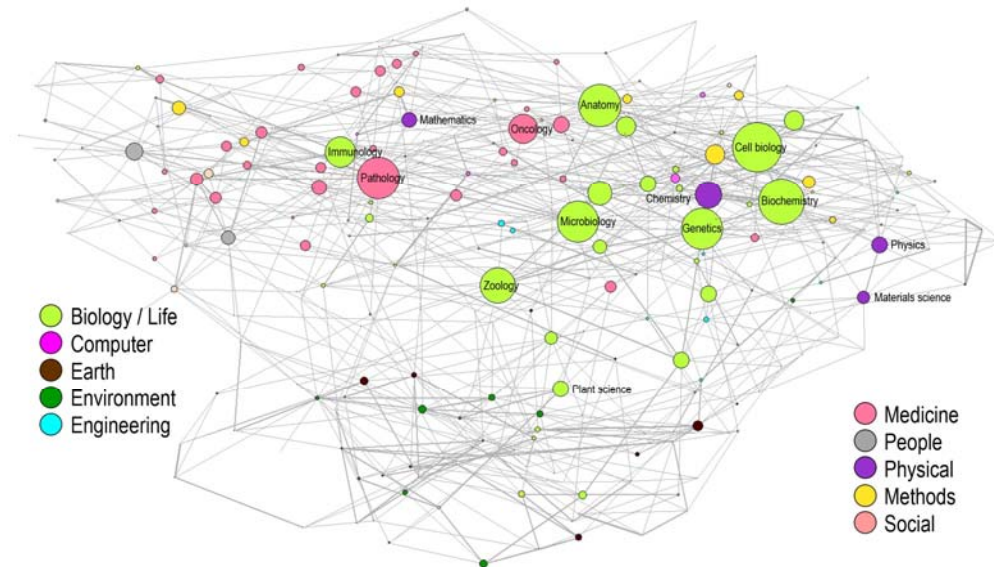 Anatomy
Mathematics
Oncology
Immunology
Cell biology
Pathology
Chemistry
Biochemistry
Microbiology
Genetics
Physics
Zoology
Materials science
Plant science
Biology / Life
Computer
Earth
Environment
Engineering
Medicine
People
Physical
Methods
Social